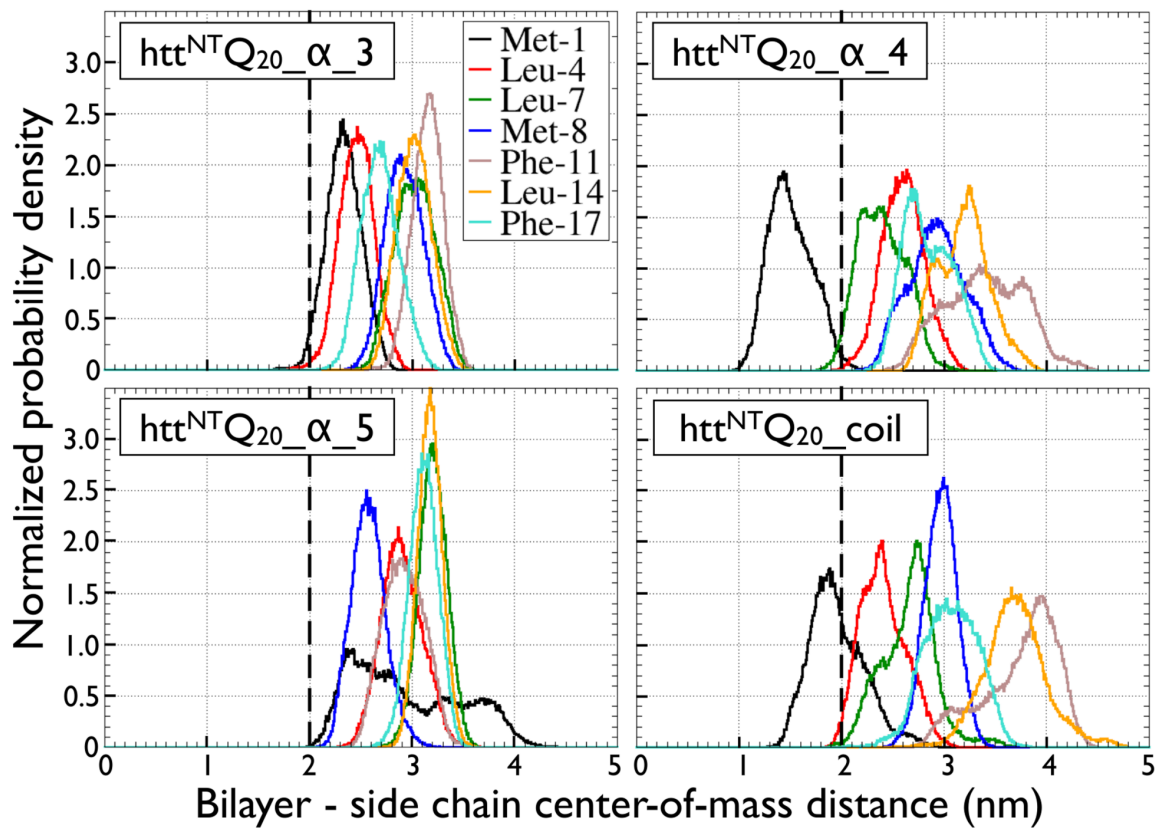 Normalized probability density
htt^NTQ₂₀_α_3
Met-1
Leu-4
Leu-7
Met-8
Phe-11
Leu-14
Phe-17
3.0
2.5
2.0
1.5
1.0
0.5
0
htt^NTQ₂₀_α_4
htt^NTQ₂₀_α_5
3.0
2.5
2.0
1.5
1.0
0.5
0
0 1 2 3 4 5
htt^NTQ₂₀_coil
1 2 3 4 5
Bilayer - side chain center-of-mass distance (nm)